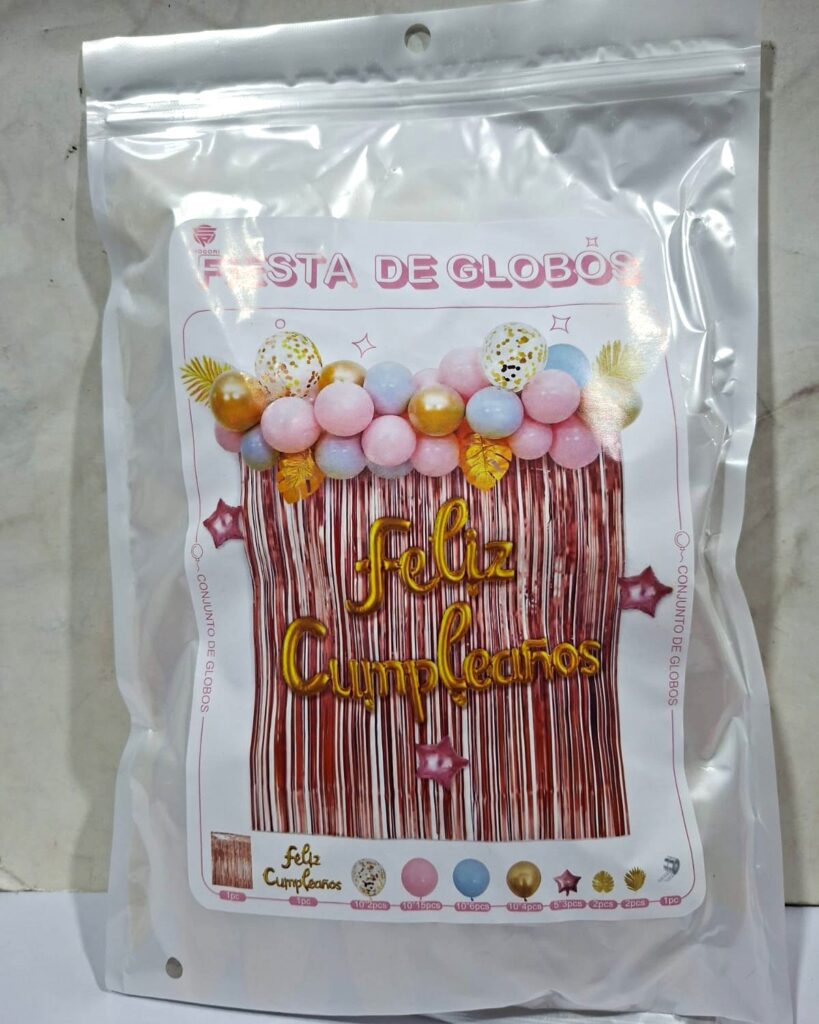 FIESTA DE GLOBOS
Feliz
Cumpleaños
CONJUNTO DE GLOBOS
CONJUNTO DE GLOBOS
Feliz
Cumpleaños
1pc
1pc
10"2pcs
10"15pcs
10"6pcs
10"4pcs
5"3pcs
2pcs
2pcs
1pc